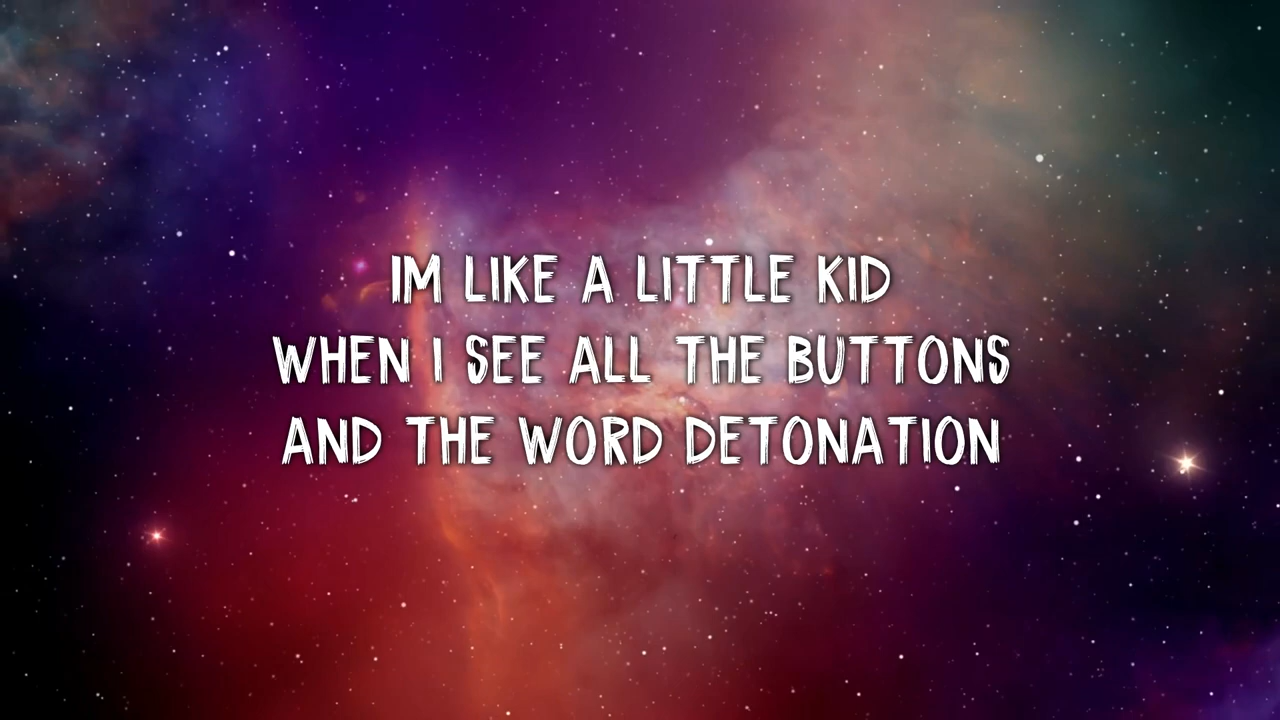 IM LIKE A LITTLE KID
WHEN I SEE ALL THE BUTTONS
AND THE WORD DETONATION